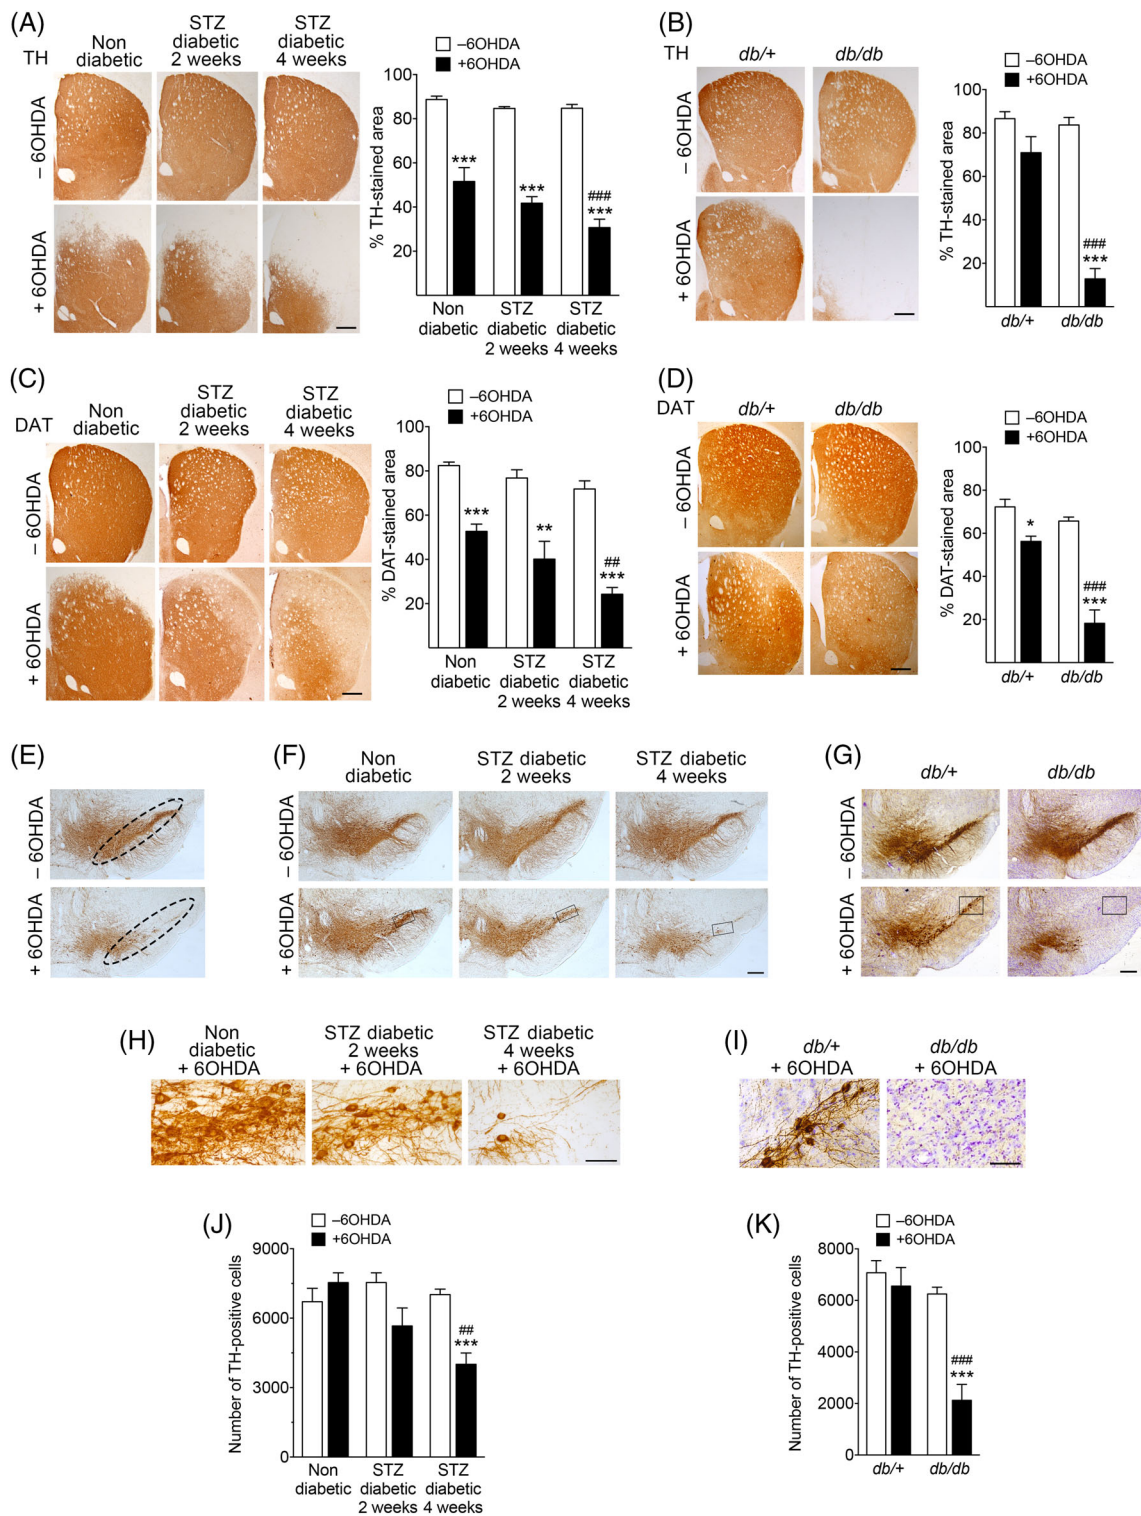 (A)
TH
Non
diabetic
STZ
diabetic
2 weeks
STZ
diabetic
4 weeks
– 6OHDA
+ 6OHDA
–6OHDA
+6OHDA
% TH-stained area
100
80
60
40
20
***
***
###
***
Non
diabetic
STZ
diabetic
2 weeks
STZ
diabetic
4 weeks
(B)
TH
db/+
db/db
– 6OHDA
+ 6OHDA
–6OHDA
+6OHDA
% TH-stained area
100
80
60
40
20
###
***
db/+
db/db
(C)
DAT
Non
diabetic
STZ
diabetic
2 weeks
STZ
diabetic
4 weeks
– 6OHDA
+ 6OHDA
–6OHDA
+6OHDA
% DAT-stained area
100
80
60
40
20
***
**
##
***
Non
diabetic
STZ
diabetic
2 weeks
STZ
diabetic
4 weeks
(D)
DAT
db/+
db/db
– 6OHDA
+ 6OHDA
–6OHDA
+6OHDA
% DAT-stained area
100
80
60
40
20
*
###
***
db/+
db/db
(E)
– 6OHDA
+ 6OHDA
(F)
Non
diabetic
STZ diabetic
2 weeks
STZ diabetic
4 weeks
– 6OHDA
+ 6OHDA
(G)
db/+
db/db
– 6OHDA
+ 6OHDA
(H)
Non
diabetic
+ 6OHDA
STZ diabetic
2 weeks
+ 6OHDA
STZ diabetic
4 weeks
+ 6OHDA
(I)
db/+
+ 6OHDA
db/db
+ 6OHDA
(J)
–6OHDA
+6OHDA
Number of TH-positive cells
9000
6000
3000
0
##
***
Non
diabetic
STZ
diabetic
2 weeks
STZ
diabetic
4 weeks
(K)
–6OHDA
+6OHDA
Number of TH-positive cells
8000
6000
4000
2000
0
###
***
db/+
db/db